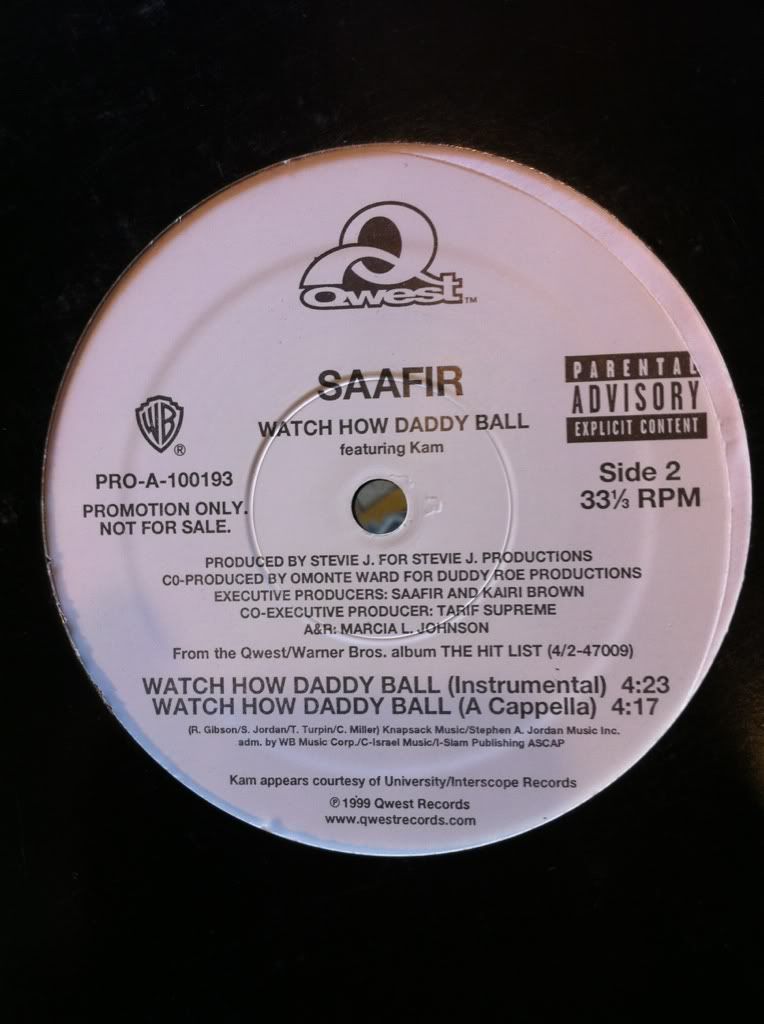 Qwest™
SAAFIR
WATCH HOW DADDY BALL
featuring Kam
WB®
PRO-A-100193
PROMOTION ONLY.
NOT FOR SALE.
PARENTAL
ADVISORY
EXPLICIT CONTENT
Side 2
33⅓ RPM
PRODUCED BY STEVIE J. FOR STEVIE J. PRODUCTIONS
CO-PRODUCED BY OMONTE WARD FOR DUDDY ROE PRODUCTIONS
EXECUTIVE PRODUCERS: SAAFIR AND KAIRI BROWN
CO-EXECUTIVE PRODUCER: TARIF SUPREME
A&R: MARCIA L. JOHNSON
From the Qwest/Warner Bros. album THE HIT LIST (4/2-47009)
WATCH HOW DADDY BALL (Instrumental) 4:23
WATCH HOW DADDY BALL (A Cappella) 4:17
(R. Gibson/S. Jordan/T. Turpin/C. Miller) Knapsack Music/Stephen A. Jordan Music Inc.
adm. by WB Music Corp./C-Israel Music/I-Slam Publishing ASCAP
Kam appears courtesy of University/Interscope Records
℗ 1999 Qwest Records
www.qwestrecords.com